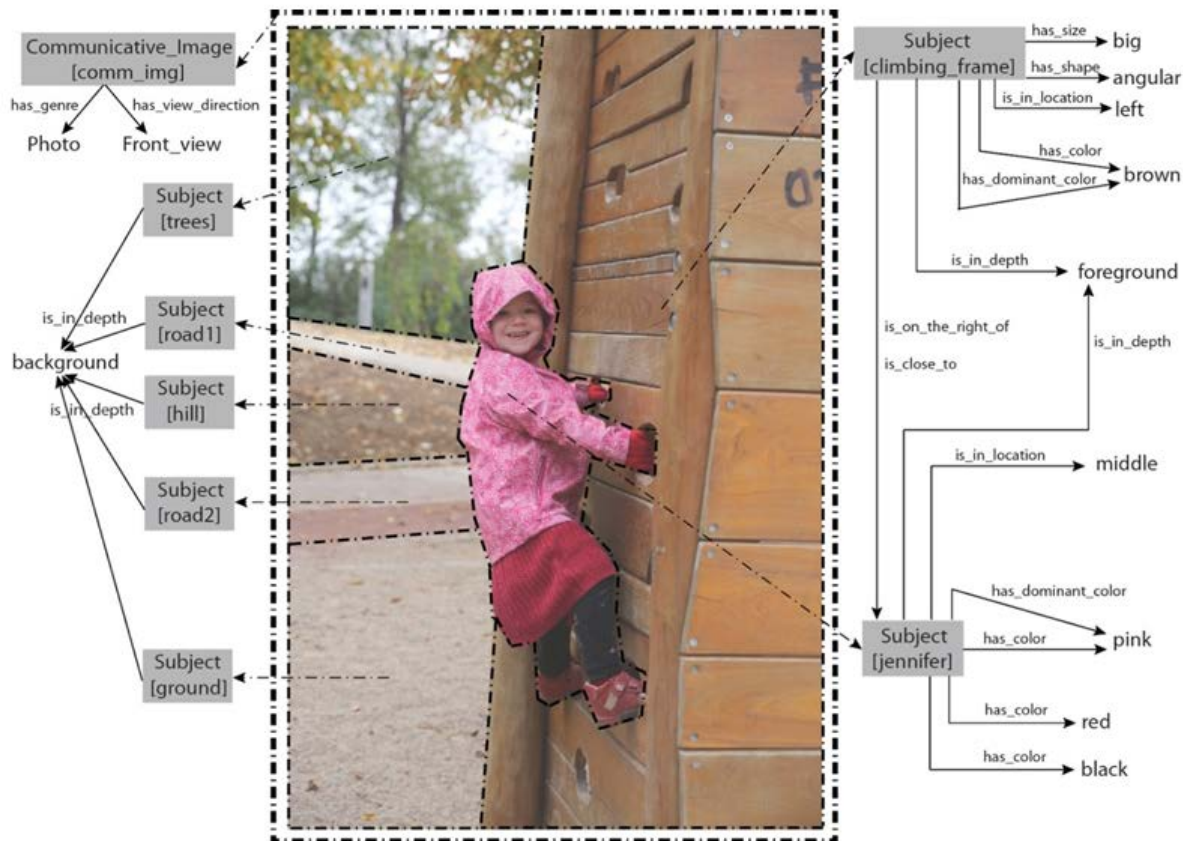 Communicative_Image
[comm_img]
has_genre
has_view_direction
Photo
Front_view
Subject
[trees]
is_in_depth
Subject
[road1]
background
is_in_depth
Subject
[hill]
Subject
[road2]
Subject
[ground]
Subject
[climbing_frame]
has_size
big
has_shape
angular
is_in_location
left
has_color
brown
has_dominant_color
is_in_depth
foreground
is_on_the_right_of
is_in_depth
is_close_to
is_in_location
middle
has_dominant_color
Subject
[jennifer]
has_color
pink
has_color
red
has_color
black